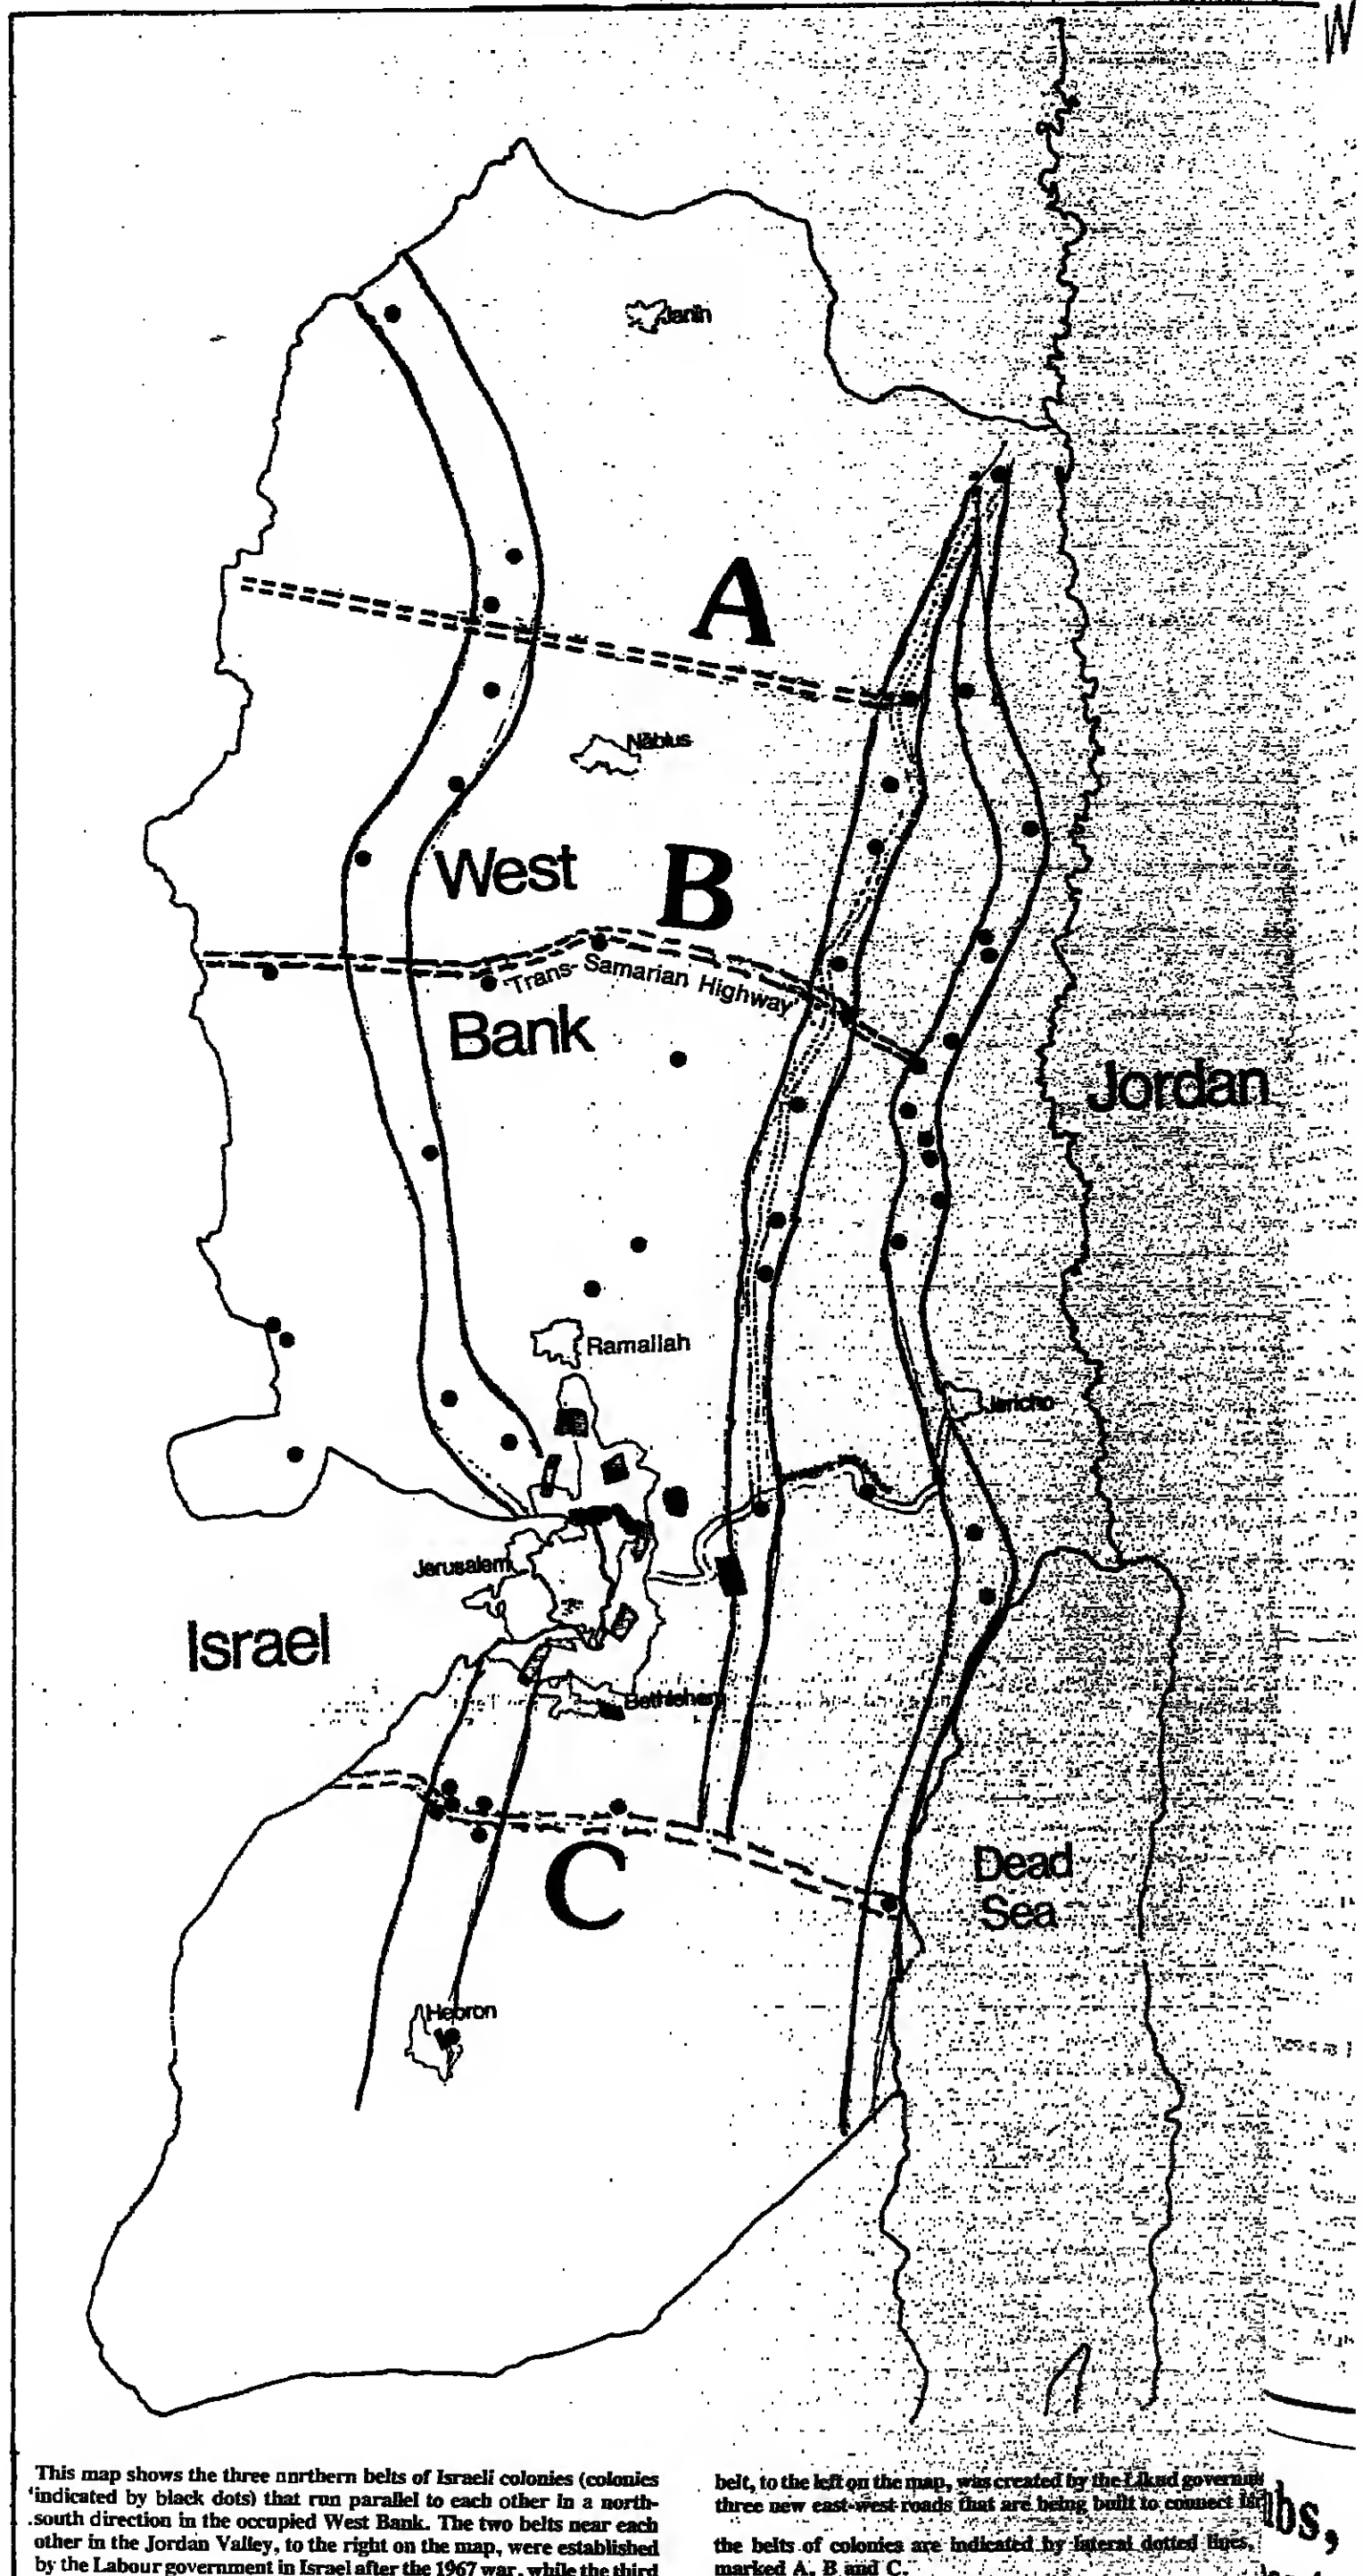 W
Janin
A
Nablus
West
B
'Trans- Samarian Highway'
Bank
Jordan
Ramallah
Jericho
Jerusalem
Israel
Bethlehem
C
Dead
Sea
Hebron
This map shows the three northern belts of Israeli colonies (colonies
indicated by black dots) that run parallel to each other in a north-
south direction in the occupied West Bank. The two belts near each
other in the Jordan Valley, to the right on the map, were established
by the Labour government in Israel after the 1967 war, while the third
belt, to the left on the map, was created by the Likud
three new east-west roads that are being built to connect
the belts of colonies are indicated by lateral dotted lines,
marked A, B and C.
bs,